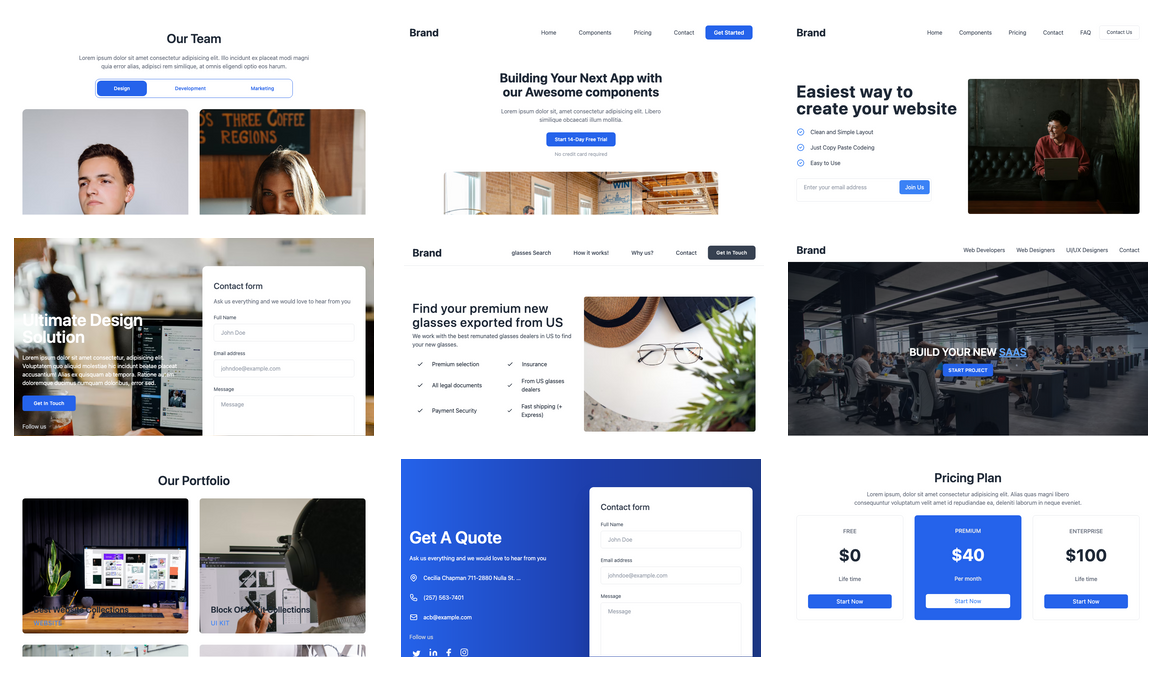 Our Team
Lorem ipsum dolor sit amet consectetur adipisicing elit. Illo incidunt ex placeat modi magni
quia error alias, adipisci rem similique, at omnis eligendi optio eos harum.
Design
Development
Marketing
THREE COFFEE
REGIONS
Brand
Home
Components
Pricing
Contact
Get Started
Building Your Next App with
our Awesome components
Lorem ipsum dolor sit, amet consectetur adipisicing elit. Libero
similique obcaecati illum mollitia.
Start 14-Day Free Trial
No credit card required
WIN
Brand
Home
Components
Pricing
Contact
FAQ
Contact Us
Easiest way to
create your website
Clean and Simple Layout
Just Copy Paste Codeing
Easy to Use
Enter your email address
Join Us
Ultimate Design
Solution
Lorem ipsum dolor sit amet consectetur, adipisicing elit.
Voluptatum quo aliquid molestiae hic incidunt beatae placeat
accusantium! Alias ex quisquam ab tempora. Ratione
doloremque ducimus numquam doloribus, error sed.
Get In Touch
Follow us
Contact form
Ask us everything and we would love to hear from you
Full Name
John Doe
Email address
johndoe@example.com
Message
Message
Brand
glasses Search
How it works!
Why us?
Contact
Get In Touch
Find your premium new
glasses exported from US
We work with the best remunated glasses dealers in US to find
your new glasses.
Premium selection
Insurance
All legal documents
From US glasses
dealers
Payment Security
Fast shipping (+
Express)
Brand
Web Developers
Web Designers
UI/UX Designers
Contact
BUILD YOUR NEW SAAS
START PROJECT
Our Portfolio
Best Website Collections
WEBSITE
Block Of Collections
UI KIT
Get A Quote
Ask us everything and we would love to hear from you
Cecilia Chapman 711-2880 Nulla St. ...
(257) 563-7401
acb@example.com
Follow us
Contact form
Full Name
John Doe
Email address
johndoe@example.com
Message
Message
Pricing Plan
Lorem ipsum, dolor sit amet consectetur adipisicing elit. Alias quas magni libero
consequuntur voluptatum velit amet id repudiandae ea, deleniti laborum in neque eveniet.
FREE
$0
Life time
Start Now
PREMIUM
$40
Per month
Start Now
ENTERPRISE
$100
Life time
Start Now